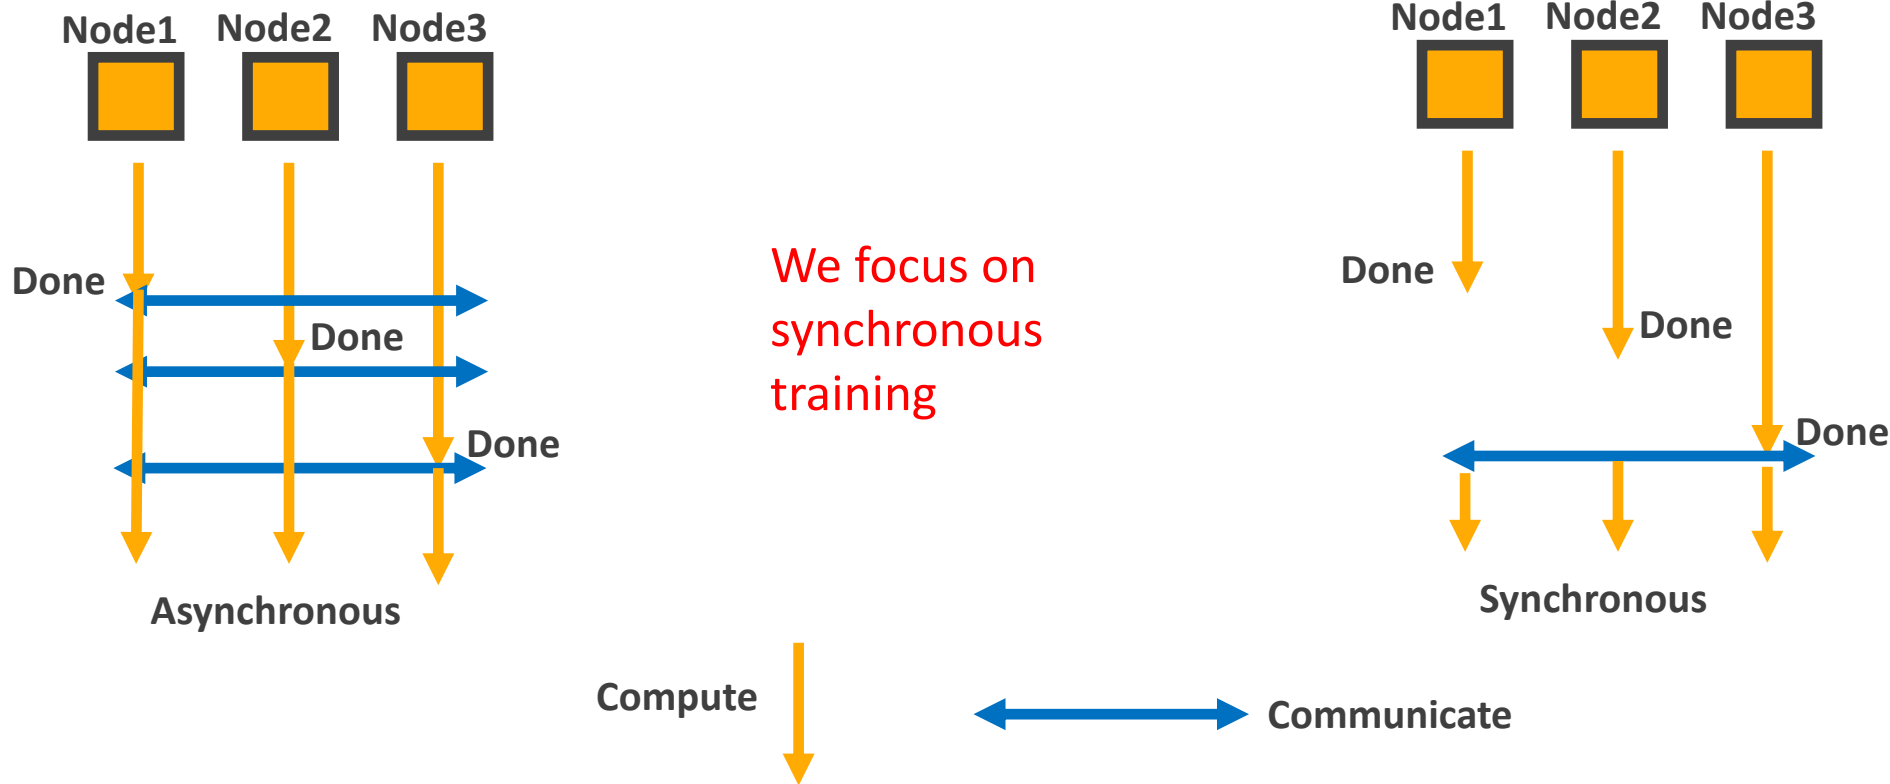 Node1 Node2 Node3
Done
Done
Done
Asynchronous
We focus on
synchronous
training
Node1 Node2 Node3
Done
Done
Done
Synchronous
Compute
Communicate